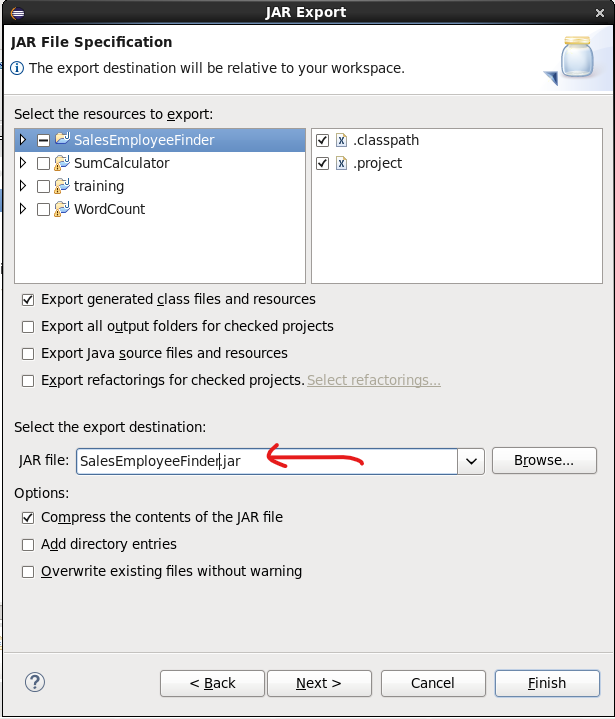 JAR Export
JAR File Specification
The export destination will be relative to your workspace.
Select the resources to export:
SalesEmployeeFinder
SumCalculator
training
WordCount
.classpath
.project
Export generated class files and resources
Export all output folders for checked projects
Export Java source files and resources
Export refactorings for checked projects. Select refactorings...
Select the export destination:
JAR file: SalesEmployeeFinder.jar Browse...
Options:
Compress the contents of the JAR file
Add directory entries
Overwrite existing files without warning
? < Back Next > Cancel Finish